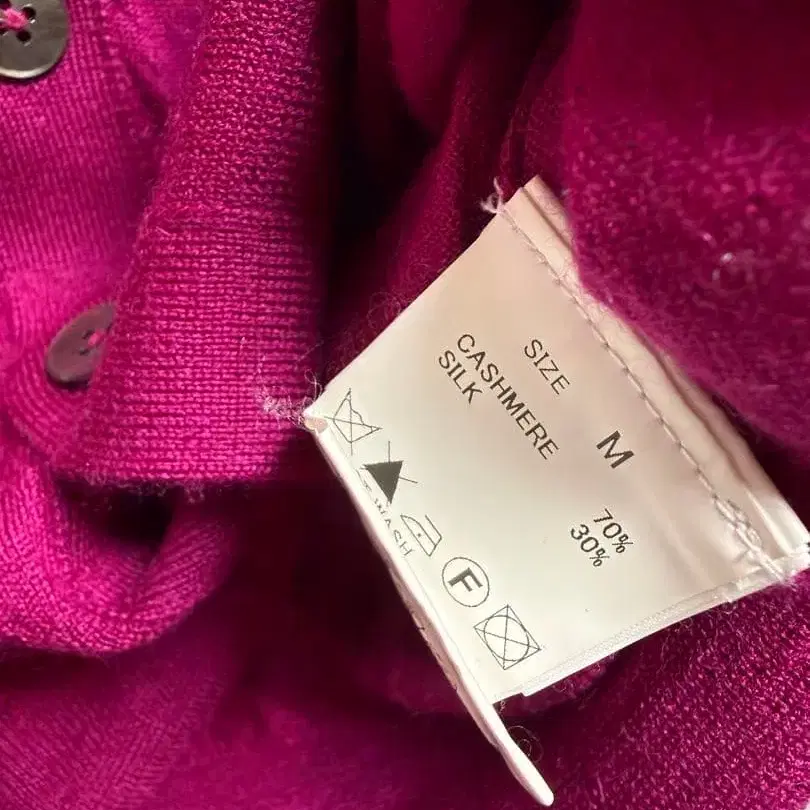 SIZE M
CASHMERE 70%
SILK 30%
WASH
F